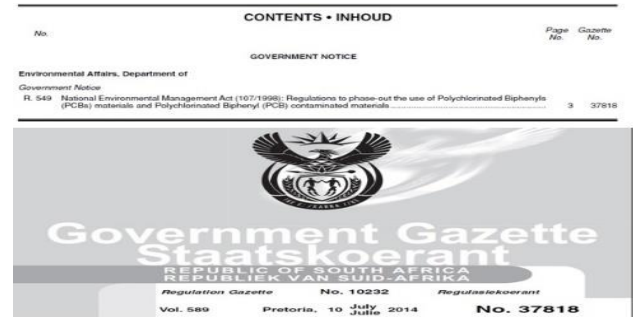 CONTENTS • INHOUD
No.
Page No.
Gazette No.
GOVERNMENT NOTICE
Environmental Affairs, Department of
Government Notice
R. 549 National Environmental Management Act (107/1998): Regulations to phase-out the use of Polychlorinated Biphenyls
(PCBs) materials and Polychlorinated Biphenyl (PCB) contaminated materials 3 37818
Government Gazette
Staatskoerant
REPUBLIC OF SOUTH AFRICA
REPUBLIEK VAN SUID-AFRIKA
Regulation Gazette No. 10232 Regulasiekoerant
Vol. 589 Pretoria, 10 July Julie 2014 No. 37818